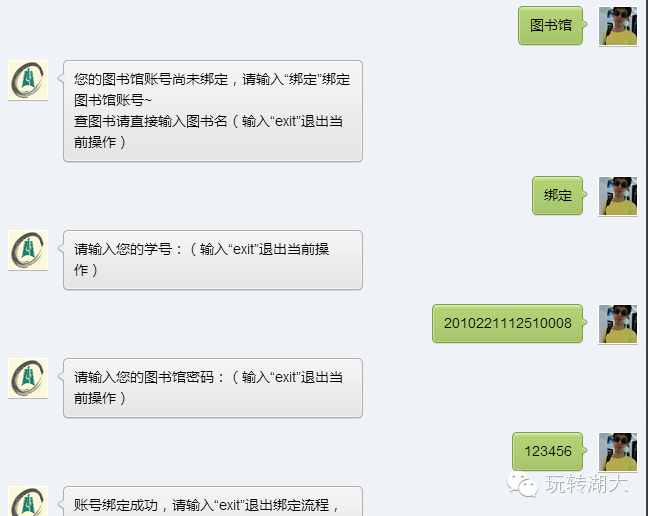 图书馆
您的图书馆账号尚未绑定，请输入“绑定”绑定
图书馆账号~
查图书请直接输入图书名（输入“exit”退出当
前操作）
绑定
请输入您的学号：（输入“exit”退出当前操
作）
2010221112510008
请输入您的图书馆密码：（输入“exit”退出当
前操作）
123456
玩转湖大
账号绑定成功，请输入“exit”退出绑定流程，